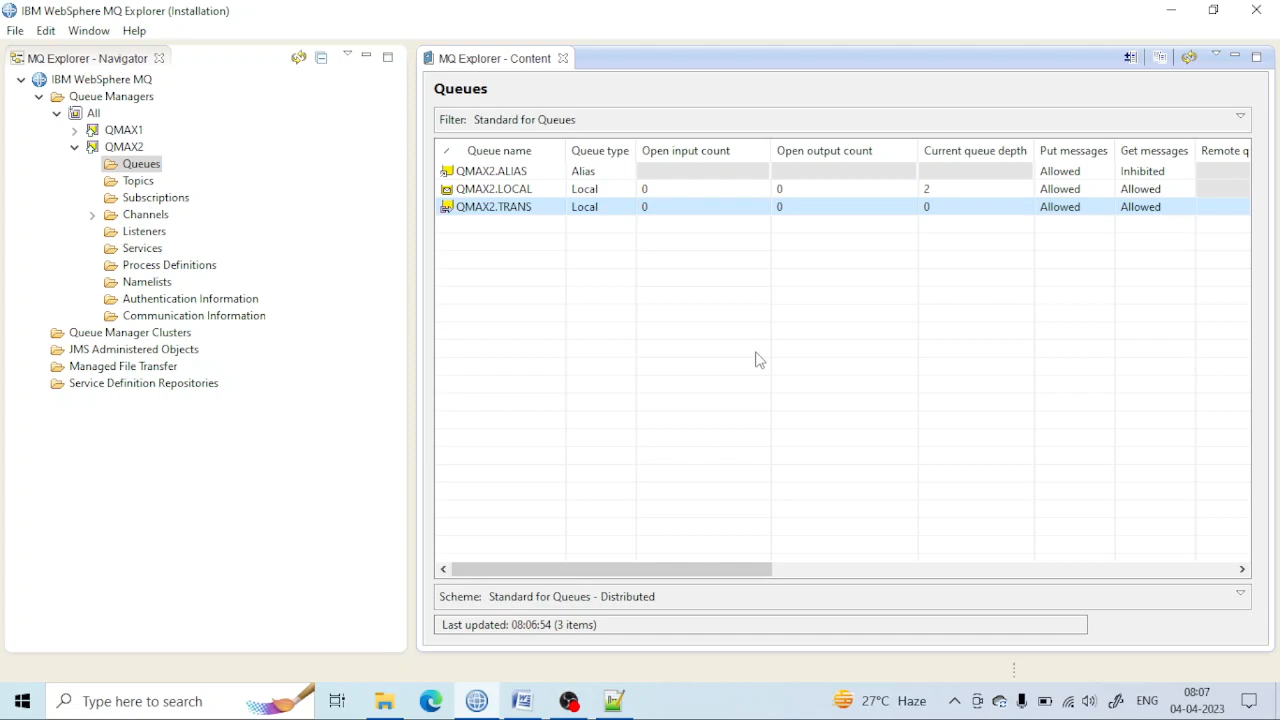 IBM WebSphere MQ Explorer (Installation)
File Edit Window Help
MQ Explorer - Navigator
IBM WebSphere MQ
Queue Managers
All
QMAX1
QMAX2
Queues
Topics
Subscriptions
Channels
Listeners
Services
Process Definitions
Namelists
Authentication Information
Communication Information
Queue Manager Clusters
JMS Administered Objects
Managed File Transfer
Service Definition Repositories
MQ Explorer - Content
Queues
Filter: Standard for Queues
Queue name Queue type Open input count Open output count Current queue depth Put messages Get messages Remote q
QMAX2.ALIAS Alias Allowed Inhibited
QMAX2.LOCAL Local 0 0 2 Allowed Allowed
QMAX2.TRANS Local 0 0 0 Allowed Allowed
Scheme: Standard for Queues - Distributed
Last updated: 08:06:54 (3 items)
Type here to search
27°C Haze
ENG
08:07
04-04-2023